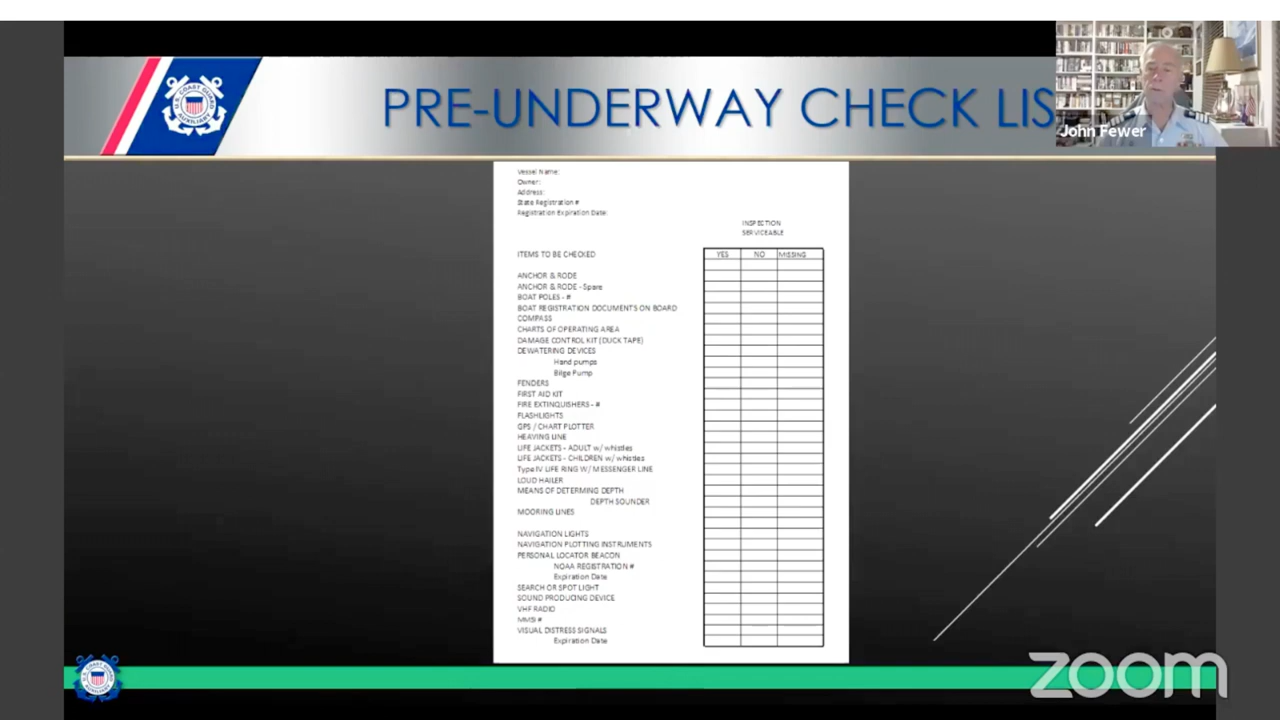 PRE-UNDERWAY CHECK LIS
John Fewer
U.S. COAST GUARD
AUXILIARY
Vessel Name:
Owner:
Address:
State Registration #
Registration Expiration Date:
INSPECTION
SERVICEABLE
ITEMS TO BE CHECKED YES NO MISSING
ANCHOR & RODE
ANCHOR & RODE - Spare
BOAT POLES - #
BOAT REGISTRATION DOCUMENTS ON BOARD
COMPASS
CHARTS OF OPERATING AREA
DAMAGE CONTROL KIT (DUCK TAPE)
DEWATERING DEVICES
Hand pumps
Bilge Pump
FENDERS
FIRST AID KIT
FIRE EXTINGUISHERS - #
FLASHLIGHTS
GPS / CHART PLOTTER
HEAVING LINE
LIFE JACKETS - ADULT w/ whistles
LIFE JACKETS - CHILDREN w/ whistles
Type IV LIFE RING W/ MESSENGER LINE
LOUD HAILER
MEANS OF DETERMING DEPTH
DEPTH SOUNDER
MOORING LINES
NAVIGATION LIGHTS
NAVIGATION PLOTTING INSTRUMENTS
PERSONAL LOCATOR BEACON
NOAA REGISTRATION #
Expiration Date
SEARCH OR SPOT LIGHT
SOUND PRODUCING DEVICE
VHF RADIO
MMSI #
VISUAL DISTRESS SIGNALS
Expiration Date
zoom